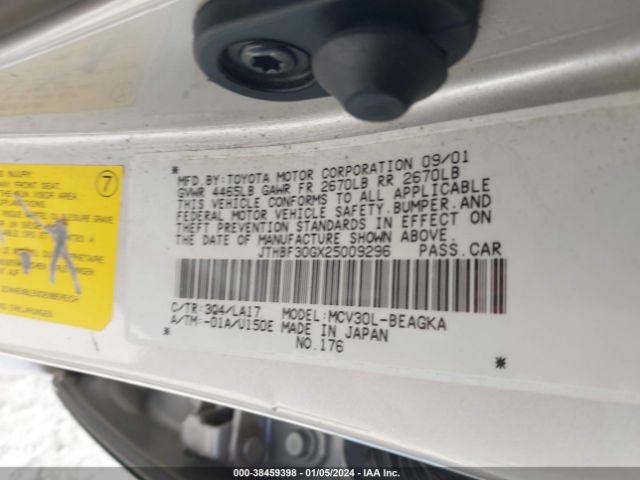 MFD.BY:TOYOTA MOTOR CORPORATION 09/01
GVWR 4465LB GAWR FR 2670LB RR 2670LB
THIS VEHICLE CONFORMS TO ALL APPLICABLE
FEDERAL MOTOR VEHICLE SAFETY,BUMPER,AND
THEFT PREVENTION STANDARDS IN EFFECT ON
THE DATE OF MANUFACTURE SHOWN ABOVE.
JTHBF30GX25009296 PASS.CAR
C/TR:3Q4/LA17 MODEL:MCV30L-BEAGKA
A/TM:-01A/U150E MADE IN JAPAN
NO.176
7
INJURY:
FRONT SEAT.
000-38459398 - 01/05/2024 - IAA Inc.